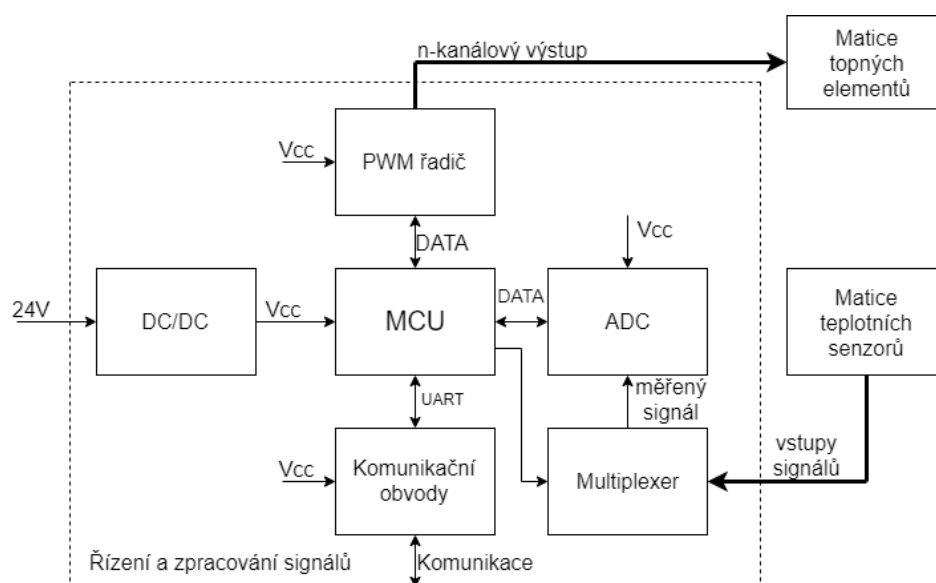 n-kanálový výstup
Matice
topných
elementů
Vcc
PWM řadič
DATA
Vcc
24V
DC/DC
Vcc
MCU
DATA
ADC
Matice
teplotních
senzorů
UART
měřený
signál
Vcc
Komunikační
obvody
Multiplexer
vstupy
signálů
Řízení a zpracování signálů
Komunikace